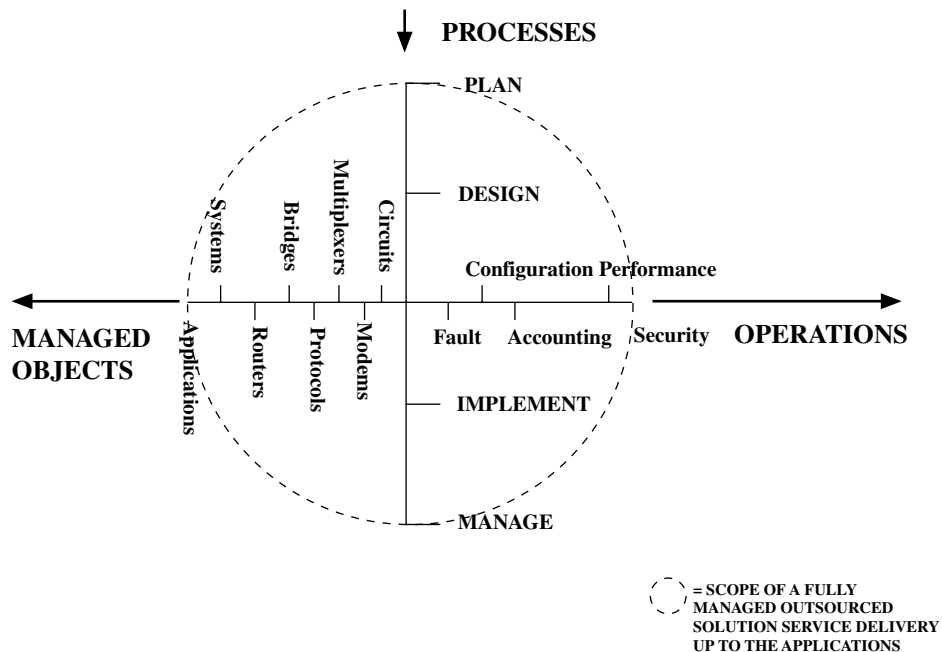 PROCESSES
PLAN
DESIGN
Systems
Bridges
Multiplexers
Circuits
Configuration Performance
MANAGED
OBJECTS
Applications
Routers
Protocols
Modems
Fault
Accounting
Security
OPERATIONS
IMPLEMENT
MANAGE
= SCOPE OF A FULLY
MANAGED OUTSOURCED
SOLUTION SERVICE DELIVERY
UP TO THE APPLICATIONS